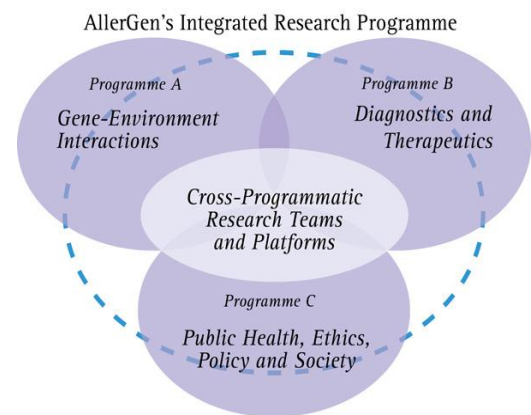 AllerGen's Integrated Research Programme
Programme A
Gene-Environment
Interactions
Programme B
Diagnostics and
Therapeutics
Cross-Programmatic
Research Teams
and Platforms
Programme C
Public Health, Ethics,
Policy and Society